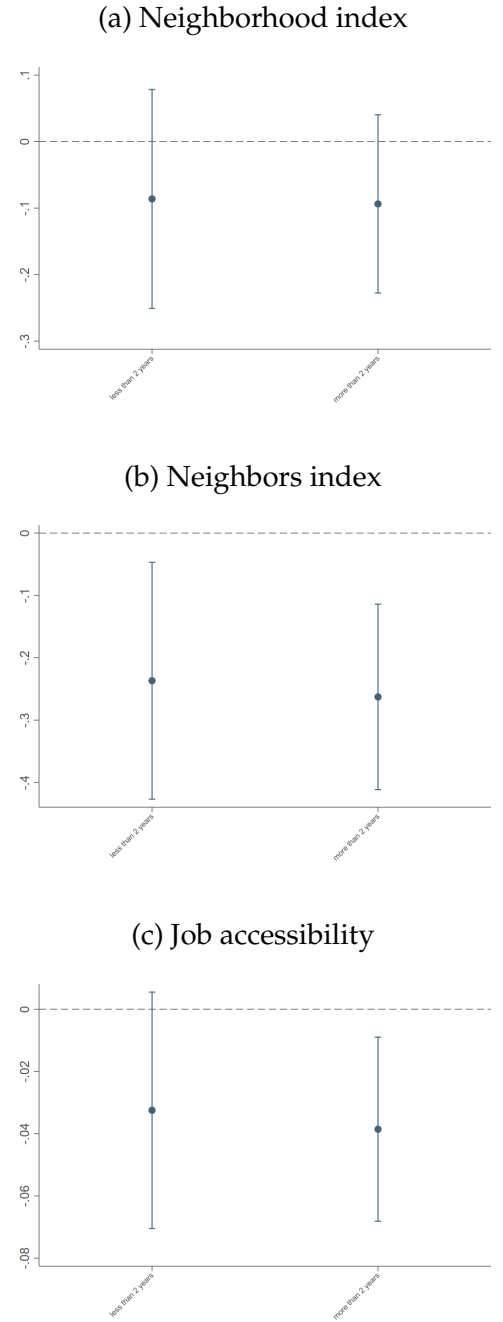 (a) Neighborhood index
.1
0
-.1
-.2
-.3
less than 2 years
more than 2 years
(b) Neighbors index
0
-.1
-.2
-.3
-.4
less than 2 years
more than 2 years
(c) Job accessibility
0
-.02
-.04
-.06
-.08
less than 2 years
more than 2 years